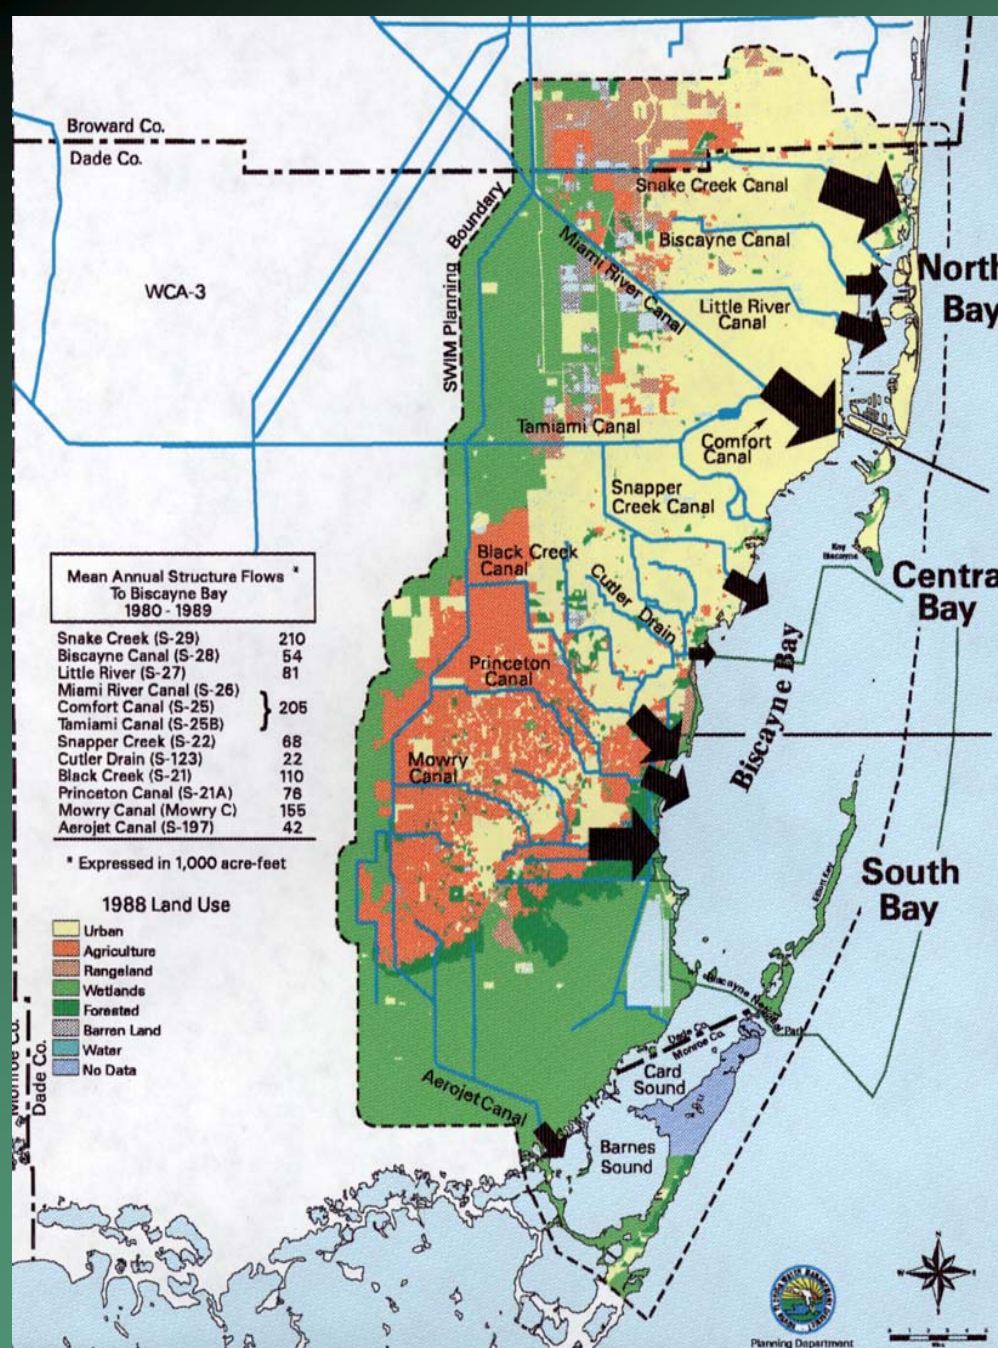 Broward Co.
Dade Co.
Snake Creek Canal
Biscayne Canal
Miami River Canal
Little River
Canal
North
Bay
WCA-3
SWIM Planning Boundary
Tamiami Canal
Comfort
Canal
Snapper
Creek Canal
Black Creek
Canal
Cutler Drain
Key
Biscayne
Centra
Bay
Mean Annual Structure Flows *
To Biscayne Bay
1980 - 1989
Snake Creek (S-29) 210
Biscayne Canal (S-28) 54
Little River (S-27) 81
Miami River Canal (S-26)
Comfort Canal (S-25) } 205
Tamiami Canal (S-25B)
Snapper Creek (S-22) 68
Cutler Drain (S-123) 22
Black Creek (S-21) 110
Princeton Canal (S-21A) 76
Mowry Canal (Mowry C) 155
Aerojet Canal (S-197) 42
* Expressed in 1,000 acre-feet
Princeton
Canal
Mowry
Canal
Biscayne Bay
South
Bay
Elliott Key
1988 Land Use
Urban
Agriculture
Rangeland
Wetlands
Forested
Barren Land
Water
No Data
Monroe Co.
Dade Co.
Biscayne National Park
Dade Co.
Monroe Co.
Card
Sound
Aerojet Canal
Barnes
Sound
Planning Department